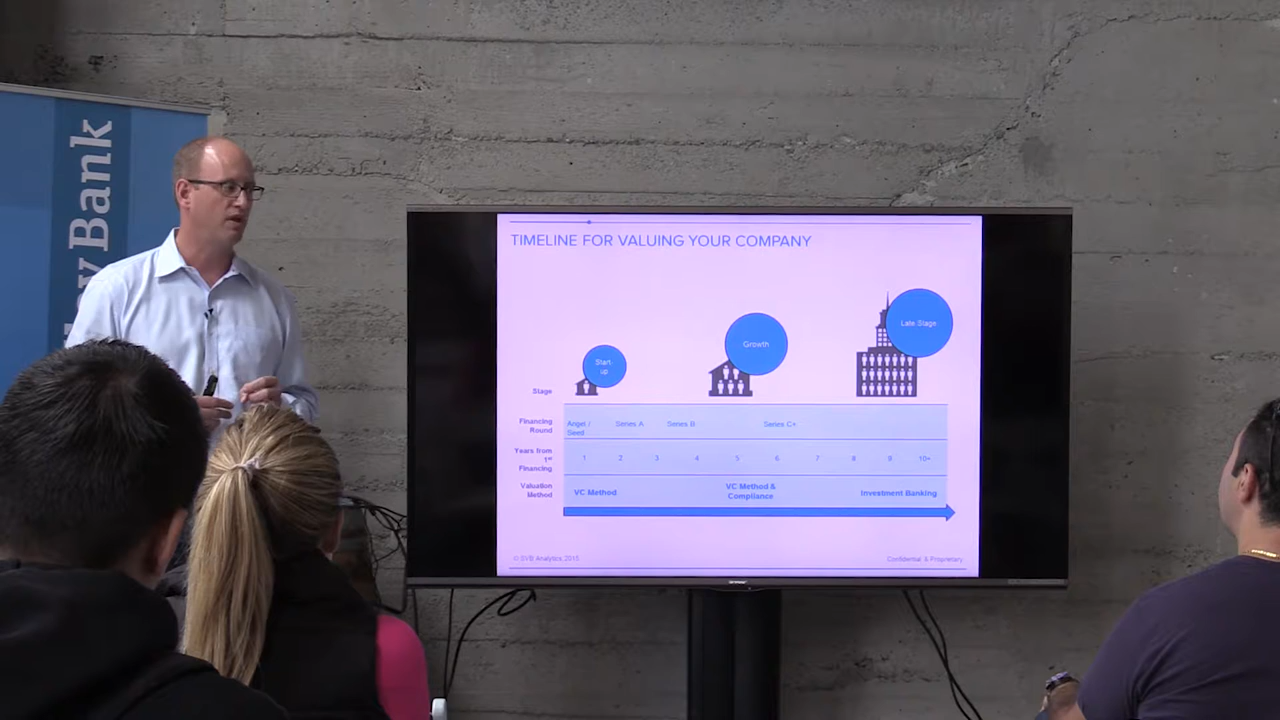 Bank
TIMELINE FOR VALUING YOUR COMPANY
Start-
up
Growth
Late Stage
Stage
Financing
Round
Angel /
Seed
Series A
Series B
Series C+
Years from
1st
Financing
1 2 3 4 5 6 7 8 9 10+
Valuation
Method
VC Method
VC Method &
Compliance
Investment Banking
© SVB Analytics 2015
Confidential & Proprietary